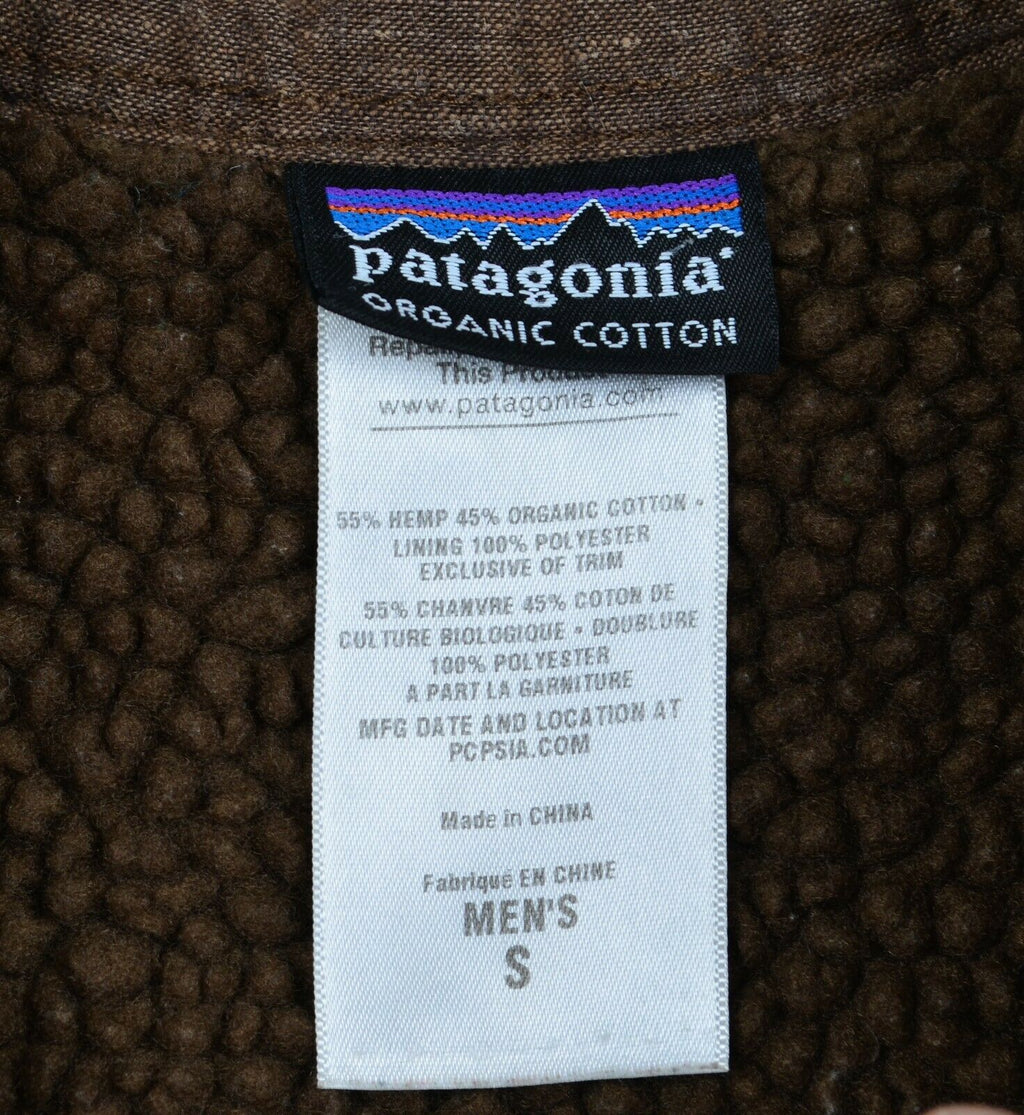 patagonia®
ORGANIC COTTON
This
www.patagonia.com
55% HEMP 45% ORGANIC COTTON •
LINING 100% POLYESTER
EXCLUSIVE OF TRIM
55% CHANVRE 45% COTON DE
CULTURE BIOLOGIQUE • DOUBLURE
100% POLYESTER
A PART LA GARNITURE
MFG DATE AND LOCATION AT
PCPSIA.COM
Made in CHINA
Fabriqué EN CHINE
MEN'S
S